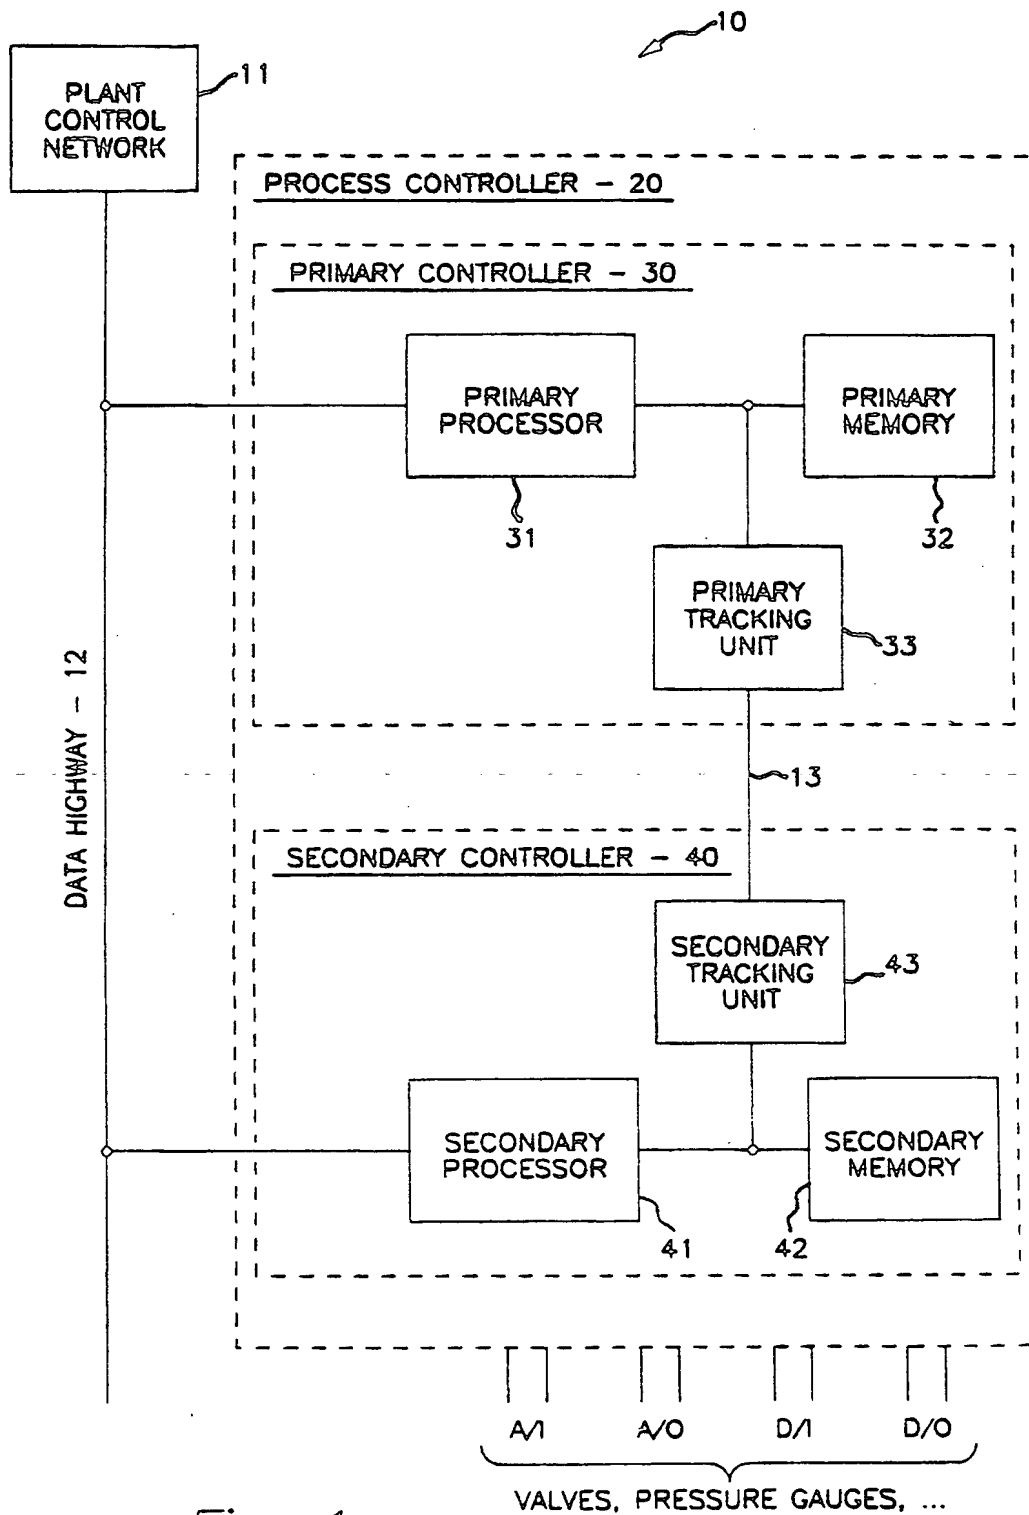 10
11
PLANT
CONTROL
NETWORK
PROCESS CONTROLLER - 20
PRIMARY CONTROLLER - 30
PRIMARY
PROCESSOR
PRIMARY
MEMORY
31
32
PRIMARY
TRACKING
UNIT
33
DATA HIGHWAY - 12
13
SECONDARY CONTROLLER - 40
SECONDARY
TRACKING
UNIT
43
SECONDARY
PROCESSOR
SECONDARY
MEMORY
41
42
A/I A/O D/I D/O
VALVES, PRESSURE GAUGES, ...